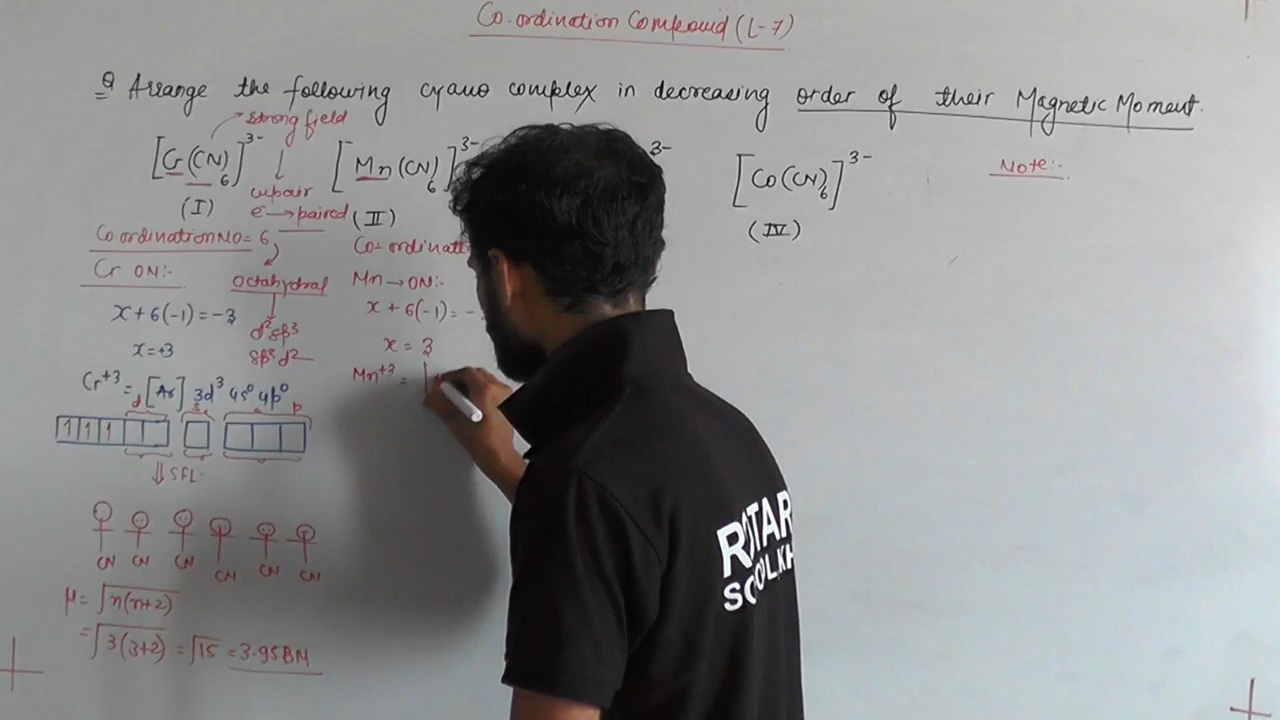 Co-ordination Compound (L-7)
Q Arrange the following cyano complex in decreasing order of their Magnetic Moment.
strong field
[Cr(CN)6]3-
(I)
↓
unpair
e- → paired
[Mn(CN)6]3-
(II)
3-
[Co(CN)6]3-
(IV)
Note:-
Coordination NO = 6
octahydral
d²sp³
sp³d²
Cr ON:-
x+6(-1)=-3
x=+3
Cr+3 = [Ar] 3d³ 4s⁰ 4p⁰
d s p
1 1 1
⇓ SFL
CN CN CN CN CN CN
μ = √n(n+2)
= √3(3+2) = √15 = 3.95BM
Co-ordinati
Mn → ON:-
x + 6(-1) = -
x = 3
Mn+3 = [
ROTAR
SCOOL,KH